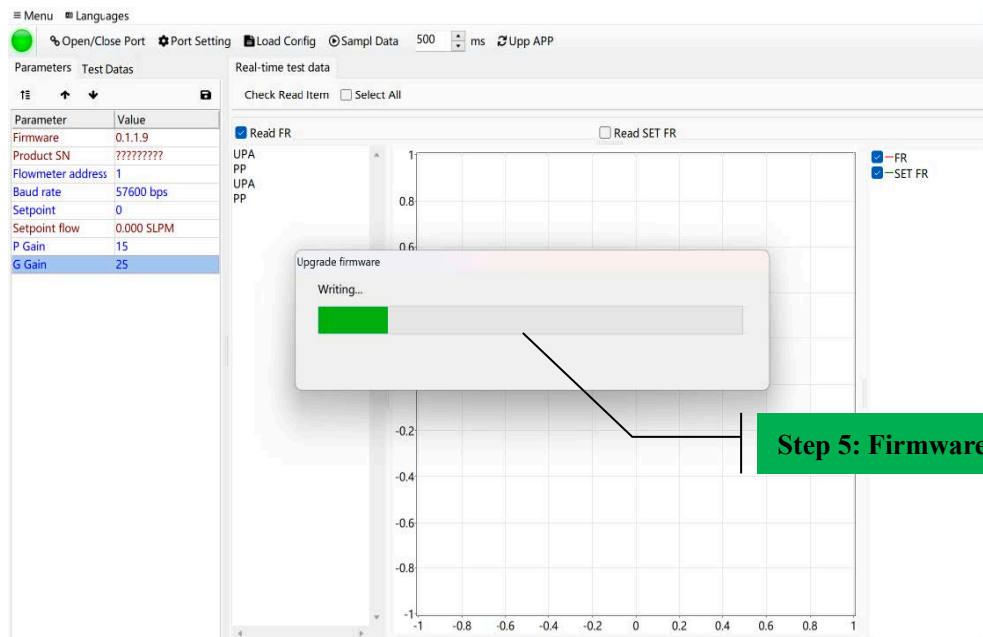 Menu Languages
Open/Close Port Port Setting Load Config Sampl Data 500 ms Upp APP
Parameters Test Datas Real-time test data
Check Read Item Select All
Parameter Value
Firmware 0.1.1.9
Product SN ?????????
Flowmeter address 1
Baud rate 57600 bps
Setpoint 0
Setpoint flow 0.000 SLPM
P Gain 15
G Gain 25
Read FR Read SET FR
UPA
PP
UPA
PP
FR
SET FR
1
0.8
0.6
Upgrade firmware
Writing...
-0.2
-0.4
-0.6
-0.8
-1
-1 -0.8 -0.6 -0.4 -0.2 0 0.2 0.4 0.6 0.8 1
Step 5: Firmware